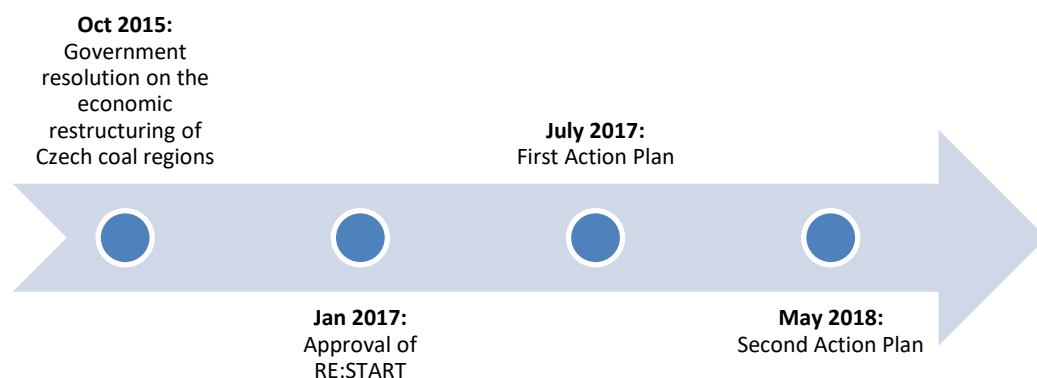 Oct 2015:
Government
resolution on the
economic
restructuring of
Czech coal regions
Jan 2017:
Approval of
RE:START
July 2017:
First Action Plan
May 2018:
Second Action Plan